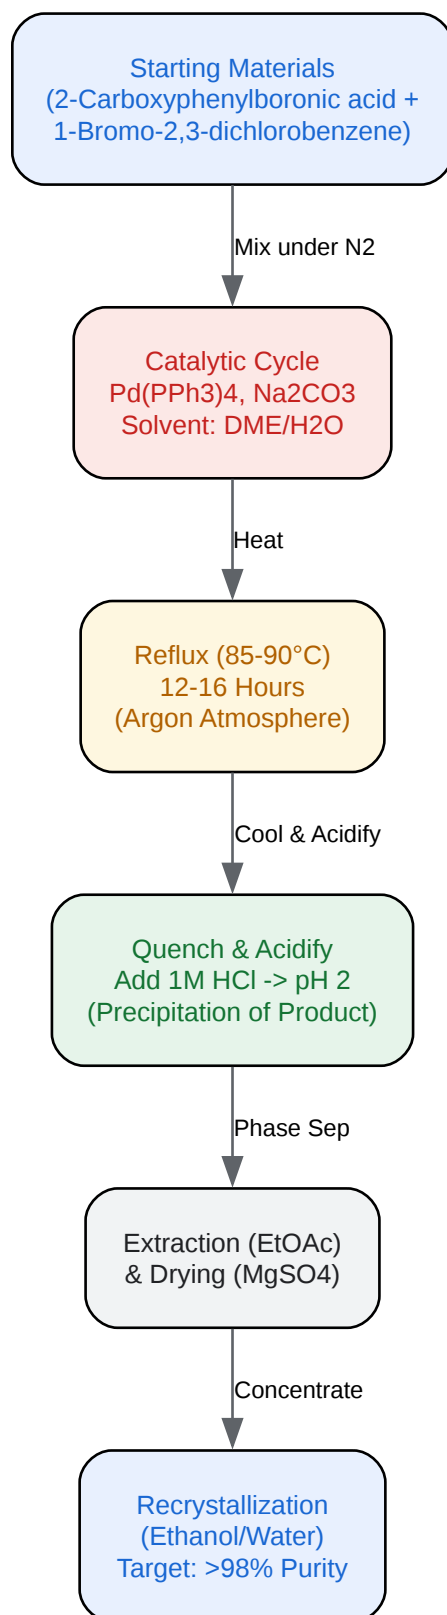 Starting Materials
(2-Carboxyphenylboronic acid +
1-Bromo-2,3-dichlorobenzene)
Mix under N2
Catalytic Cycle
Pd(PPh3)4, Na2CO3
Solvent: DME/H2O
Heat
Reflux (85-90°C)
12-16 Hours
(Argon Atmosphere)
Cool & Acidify
Quench & Acidify
Add 1M HCl -> pH 2
(Precipitation of Product)
Phase Sep
Extraction (EtOAc)
& Drying (MgSO4)
Concentrate
Recrystallization
(Ethanol/Water)
Target: >98% Purity